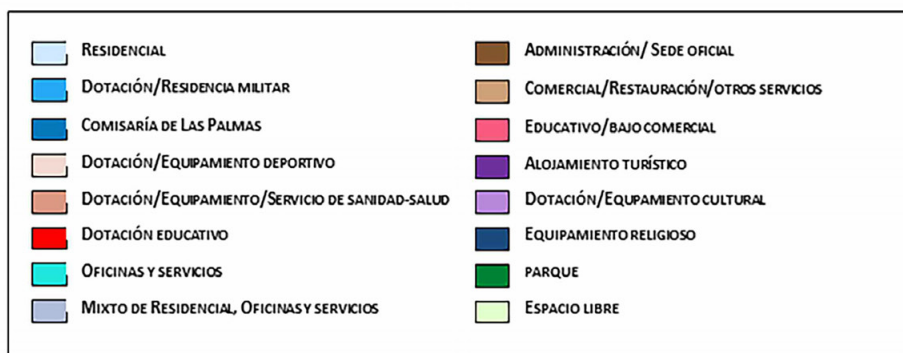 RESIDENCIAL
DOTACIÓN/RESIDENCIA MILITAR
COMISARÍA DE LAS PALMAS
DOTACIÓN/EQUIPAMIENTO DEPORTIVO
DOTACIÓN/EQUIPAMIENTO/SERVICIO DE SANIDAD-SALUD
DOTACIÓN EDUCATIVO
OFICINAS Y SERVICIOS
MIXTO DE RESIDENCIAL, OFICINAS Y SERVICIOS
ADMINISTRACIÓN/ SEDE OFICIAL
COMERCIAL/RESTAURACIÓN/OTROS SERVICIOS
EDUCATIVO/BAJO COMERCIAL
ALOJAMIENTO TURÍSTICO
DOTACIÓN/EQUPAMIENTO CULTURAL
EQUIPAMIENTO RELIGIOSO
PARQUE
ESPACIO LIBRE